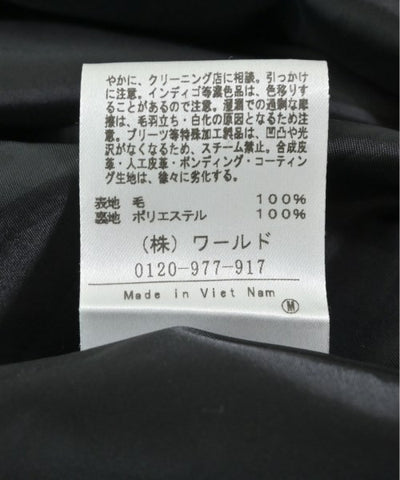 やかに、クリーニング店に相談。引っかけ
に注意。インディゴ等濃色品は、色移りす
ることがあるので注意。湿潤での過剰な摩
擦は、毛羽立ち・白化の原因となるため注
意。プリーツ等特殊加工製品は、凹凸や光
沢がなくなるため、スチーム禁止。合成皮
革・人工皮革・ボンディング・コーティン
グ生地は、徐々に劣化する。
表地 毛 100%
裏地 ポリエステル 100%
(株) ワールド
0120-977-917
Made in Viet Nam
M